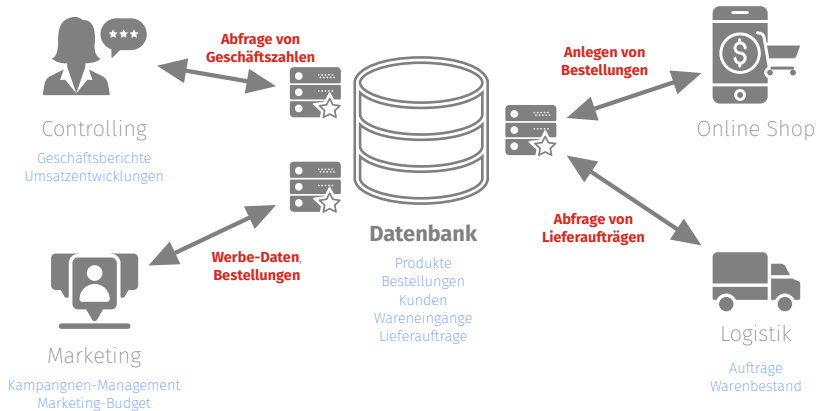 Abfrage von
Geschäftszahlen
Controlling
Geschäftsberichte
Umsatzentwicklungen
Anlegen von
Bestellungen
$
Online Shop
Werbe-Daten,
Bestellungen
Marketing
Kampangnen-Management
Marketing-Budget
Datenbank
Produkte
Bestellungen
Kunden
Wareneingänge
Lieferaufträge
Abfrage von
Lieferaufträgen
Logistik
Aufträge
Warenbestand